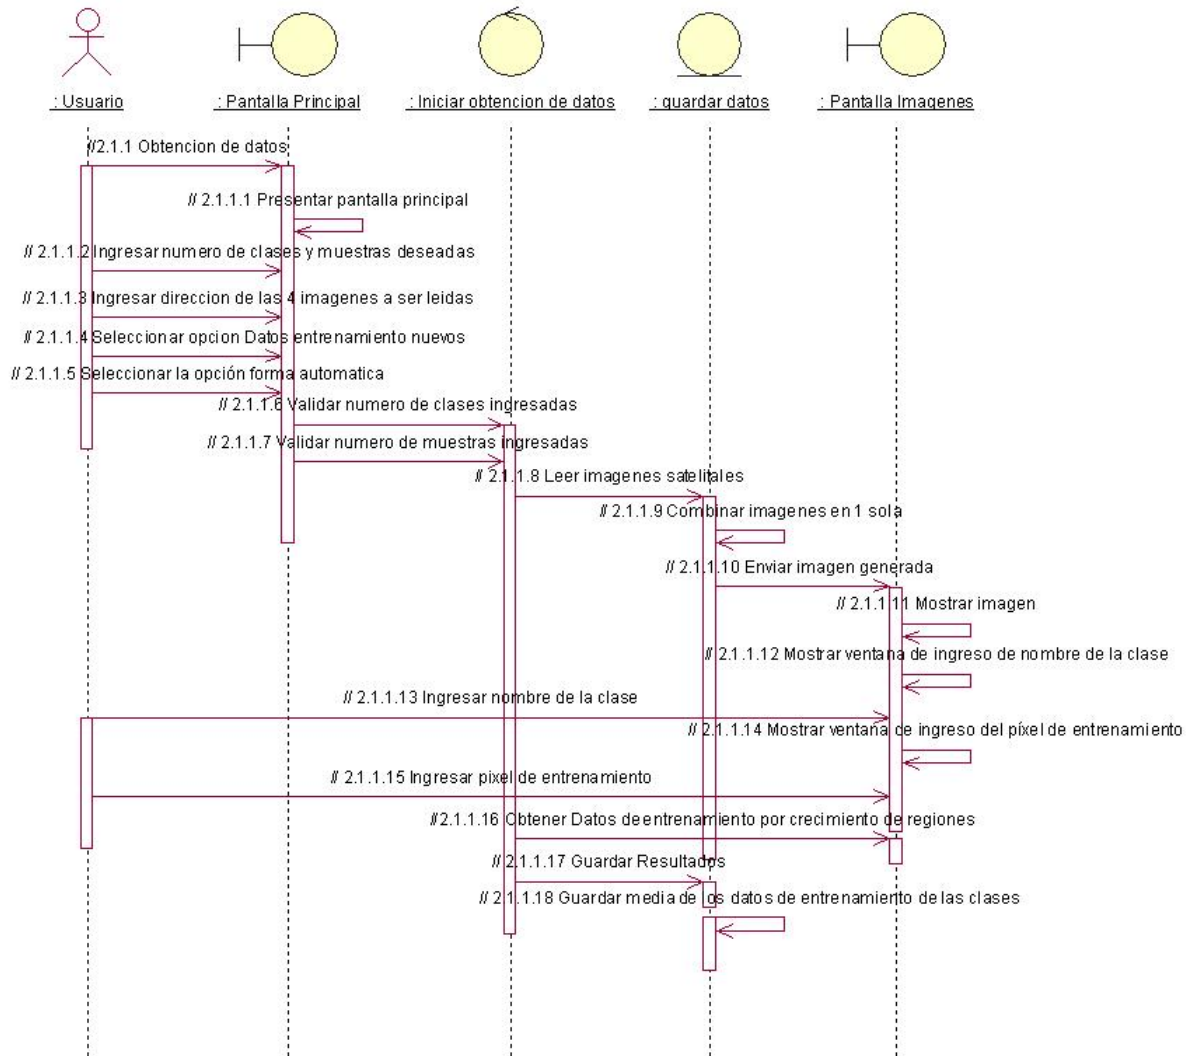 : Usuario
: Pantalla Principal
: Iniciar obtencion de datos
: guardar datos
: Pantalla Imagenes
//2.1.1 Obtencion de datos
// 2.1.1.1 Presentar pantalla principal
// 2.1.1.2 Ingresar numero de clases y muestras deseadas
// 2.1.1.3 Ingresar direccion de las 4 imagenes a ser leidas
// 2.1.1.4 Seleccionar opcion Datos entrenamiento nuevos
// 2.1.1.5 Seleccionar la opción forma automatica
// 2.1.1.6 Validar numero de clases ingresadas
// 2.1.1.7 Validar numero de muestras ingresadas
// 2.1.1.8 Leer imagenes satelitales
// 2.1.1.9 Combinar imagenes en 1 sola
// 2.1.1.10 Enviar imagen generada
// 2.1.1.11 Mostrar imagen
// 2.1.1.12 Mostrar ventana de ingreso de nombre de la clase
// 2.1.1.13 Ingresar nombre de la clase
// 2.1.1.14 Mostrar ventana de ingreso del píxel de entrenamiento
// 2.1.1.15 Ingresar pixel de entrenamiento
//2.1.1.16 Obtener Datos de entrenamiento por crecimiento de regiones
// 2.1.1.17 Guardar Resultados
// 2.1.1.18 Guardar media de los datos de entrenamiento de las clases